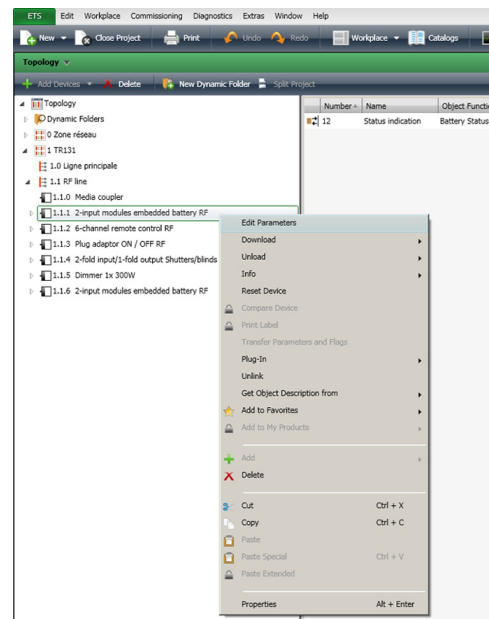 ETS Edit Workplace Commissioning Diagnostics Extras Window Help
New Close Project Print Undo Redo Workplace Catalogs
Topology
Add Devices Delete New Dynamic Folder Split Project
Topology
Number Name Object Functi
Dynamic Folders
12 Status indication Battery Status
0 Zone réseau
1 TR131
1.0 Ligne principale
1.1 RF line
1.1.0 Media coupler
1.1.1 2-input modules embedded battery RF
1.1.2 6-channel remote control RF
1.1.3 Plug adaptor ON / OFF RF
1.1.4 2-fold input/1-fold output Shutters/blinds
1.1.5 Dimmer 1x 300W
1.1.6 2-input modules embedded battery RF
Edit Parameters
Download
Unload
Info
Reset Device
Compare Device
Print Label
Transfer Parameters and Flags
Plug-In
Unlink
Get Object Description from
Add to Favorites
Add to My Products
Add
Delete
Cut Ctrl + X
Copy Ctrl + C
Paste
Paste Special Ctrl + V
Paste Extended
Properties Alt + Enter